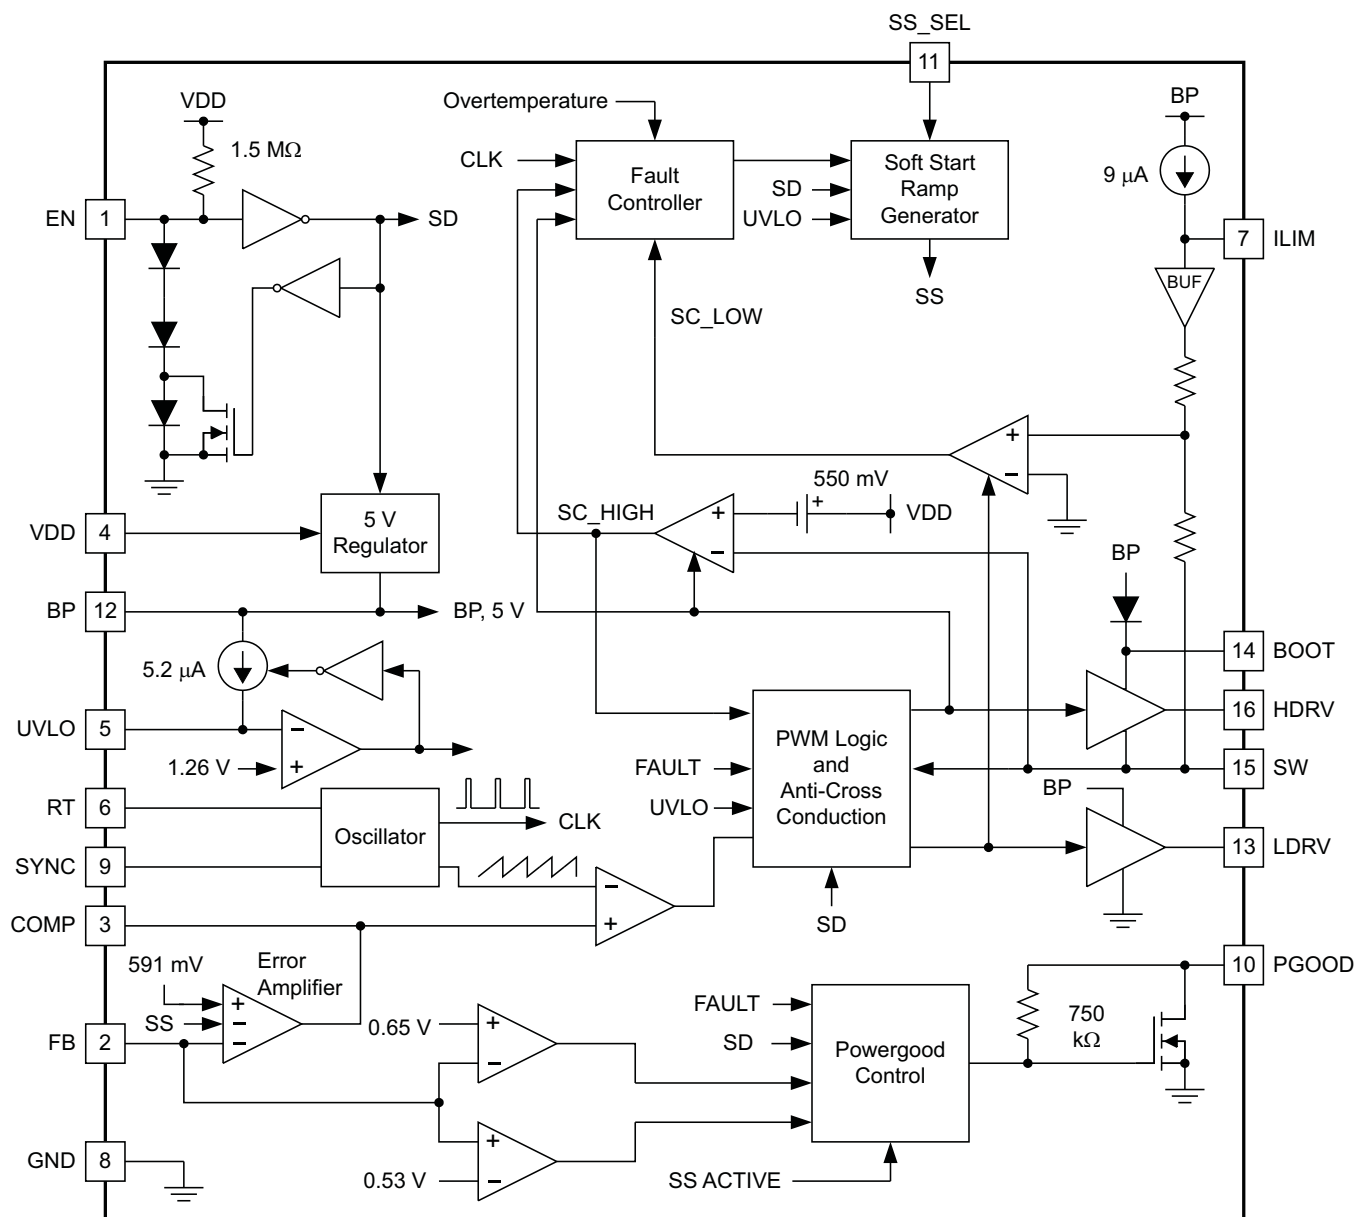 SS_SEL
11
VDD
Overtemperature
BP
1.5 MΩ
CLK
Fault
Controller
Soft Start
Ramp
Generator
9 µA
SD
UVLO
EN
1
SD
7
ILIM
BUF
SS
SC_LOW
+
−
550 mV
+
VDD
SC_HIGH
+
−
VDD
4
5 V
Regulator
BP
BP
12
BP, 5 V
5.2 µA
14
BOOT
UVLO
5
−
+
1.26 V
PWM Logic
and
Anti-Cross
Conduction
16
HDRV
FAULT
UVLO
15
SW
BP
RT
6
Oscillator
CLK
SYNC
9
−
+
13
LDRV
COMP
3
SD
591 mV
Error
Amplifier
+
−
−
SS
FB
2
0.65 V
+
−
FAULT
SD
Powergood
Control
750
kΩ
10
PGOOD
GND
8
+
−
0.53 V
SS ACTIVE